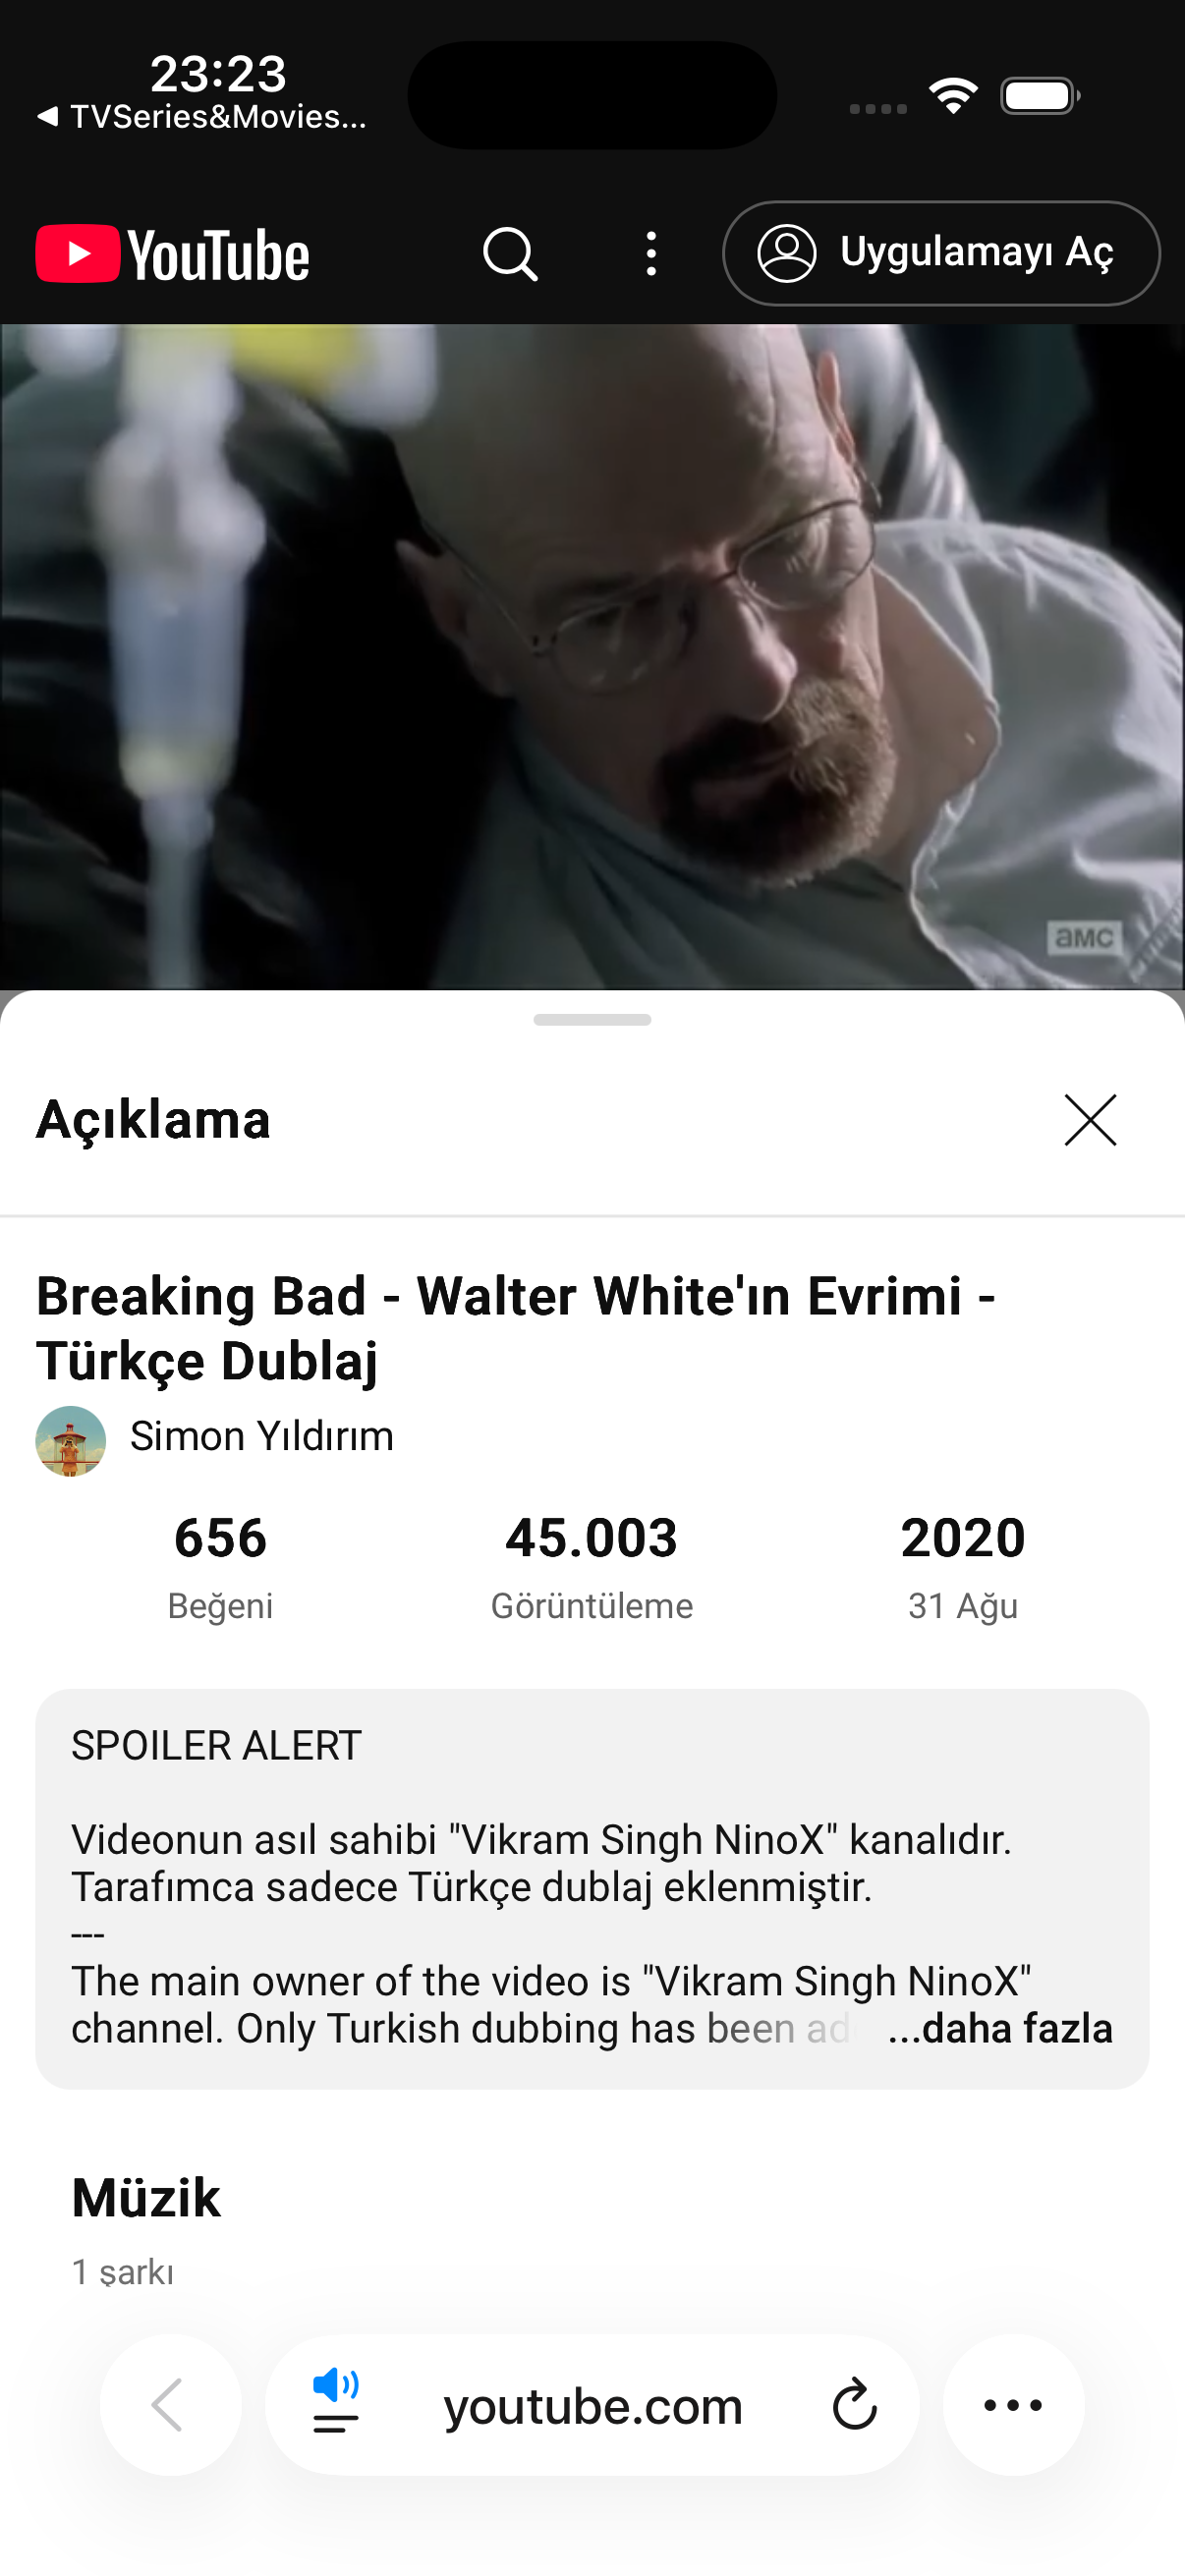 23:23
◀ TVSeries&Movies...
YouTube
Uygulamayı Aç
amc
Açıklama
Breaking Bad - Walter White'ın Evrimi -
Türkçe Dublaj
Simon Yıldırım
656 45.003 2020
Beğeni Görüntüleme 31 Ağu
SPOILER ALERT
Videonun asıl sahibi "Vikram Singh NinoX" kanalıdır.
Tarafımca sadece Türkçe dublaj eklenmiştir.
---
The main owner of the video is "Vikram Singh NinoX"
channel. Only Turkish dubbing has been ad ...daha fazla
Müzik
1 şarkı
youtube.com